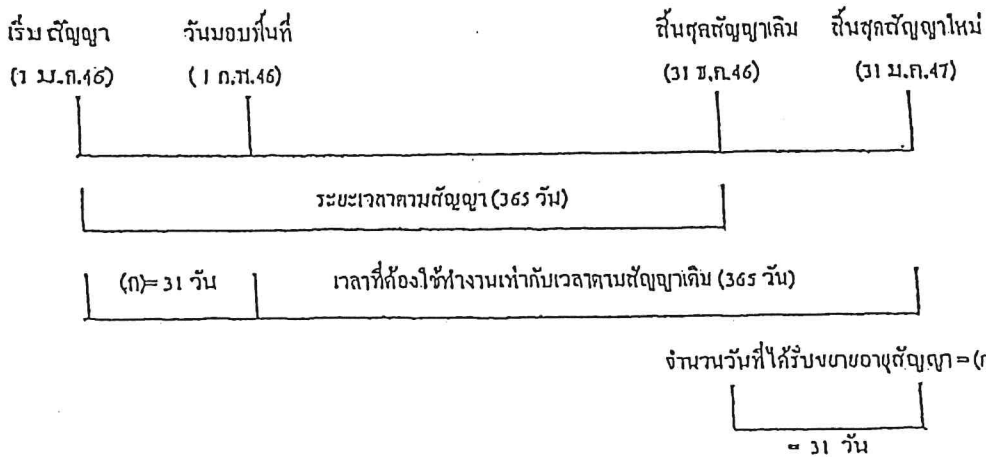 เริ่มสัญญา วันมอบพื้นที่ สิ้นสุดสัญญาเดิม สิ้นสุดสัญญาใหม่
(1 ม.ค.46) (1 ก.พ.46) (31 ธ.ค.46) (31 ม.ค.47)
ระยะเวลาตามสัญญา (365 วัน)
(ก)= 31 วัน เวลาที่ต้องใช้ทำงานเท่ากับเวลาตามสัญญาเดิม (365 วัน)
จำนวนวันที่ได้รับขยายอายุสัญญา = (ก
= 31 วัน